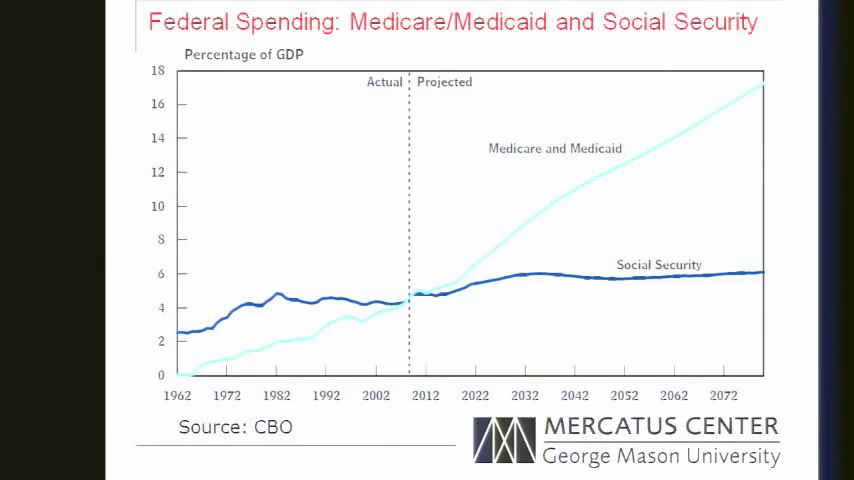 Federal Spending: Medicare/Medicaid and Social Security
Percentage of GDP
18
Actual
Projected
16
14
Medicare and Medicaid
12
10
8
Social Security
6
4
2
0
1962 1972 1982 1992 2002 2012 2022 2032 2042 2052 2062 2072
Source: CBO
MERCATUS CENTER
George Mason University